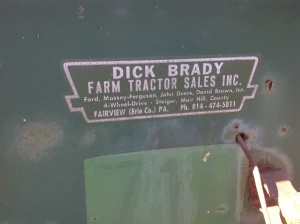 DICK BRADY
FARM TRACTOR SALES INC.
Ford, Massey-Ferguson, John Deere, David Brown, Int.
4-Wheel-Drive - Steiger, Muir Hill, County
FAIRVIEW (Erie Co.) PA. Ph. 814-474-5811